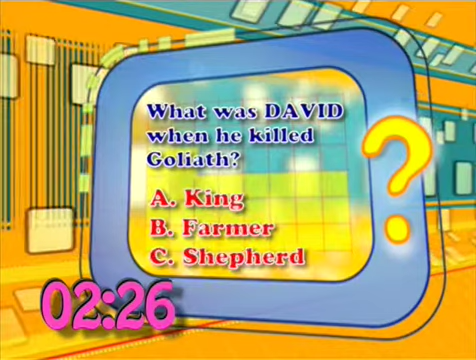 What was DAVID
when he killed
Goliath?
A. King
B. Farmer
C. Shepherd
?
02:26